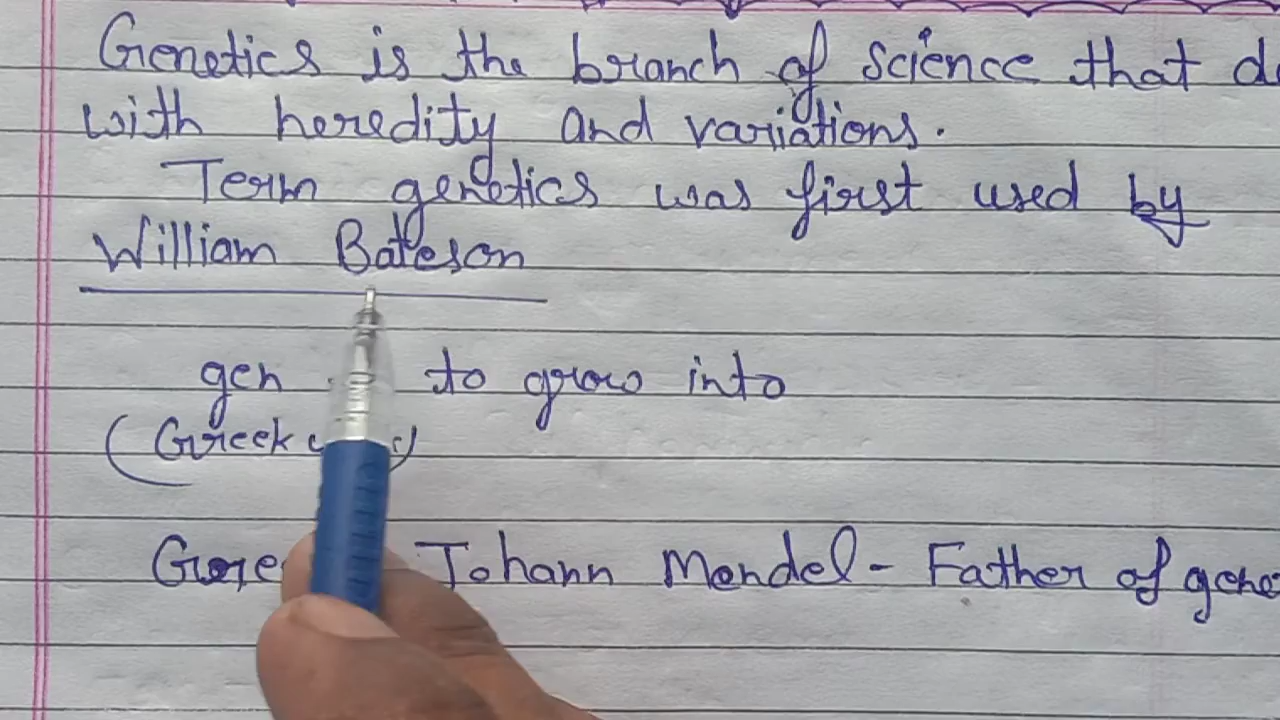 Genetics is the branch of science that
with heredity and variations.
Term genetics was first used by
William Bateson
gen to grow into
(Greek
Johann Mendel - Father of